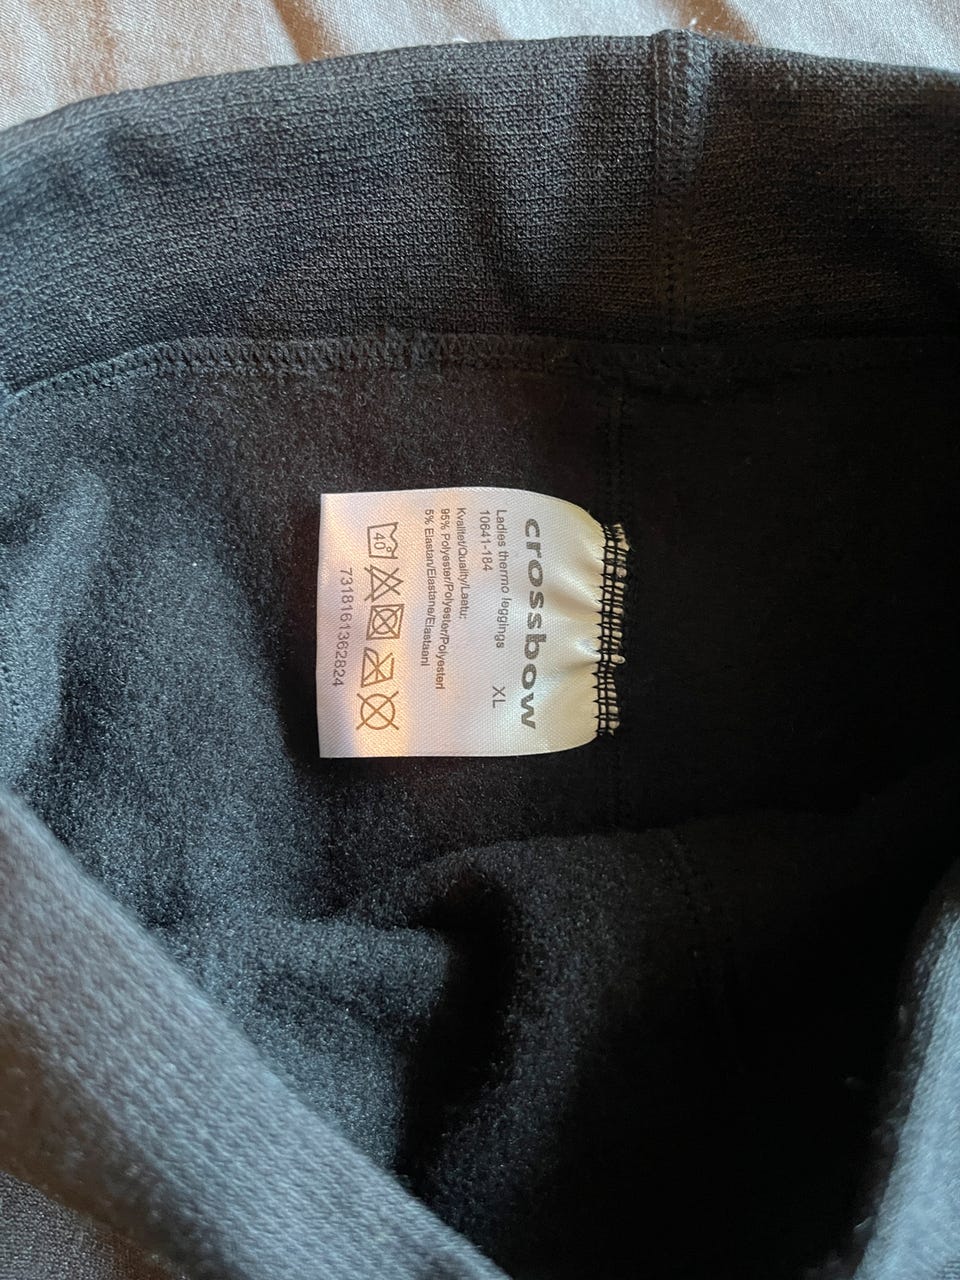 crossbow
Ladies thermo leggings
10641-184 XL
Kvalitet/Quality/Laatu:
95% Polyester/Polyester/Polyesteri
5% Elastan/Elastane/Elastaani
40°
7318161362824